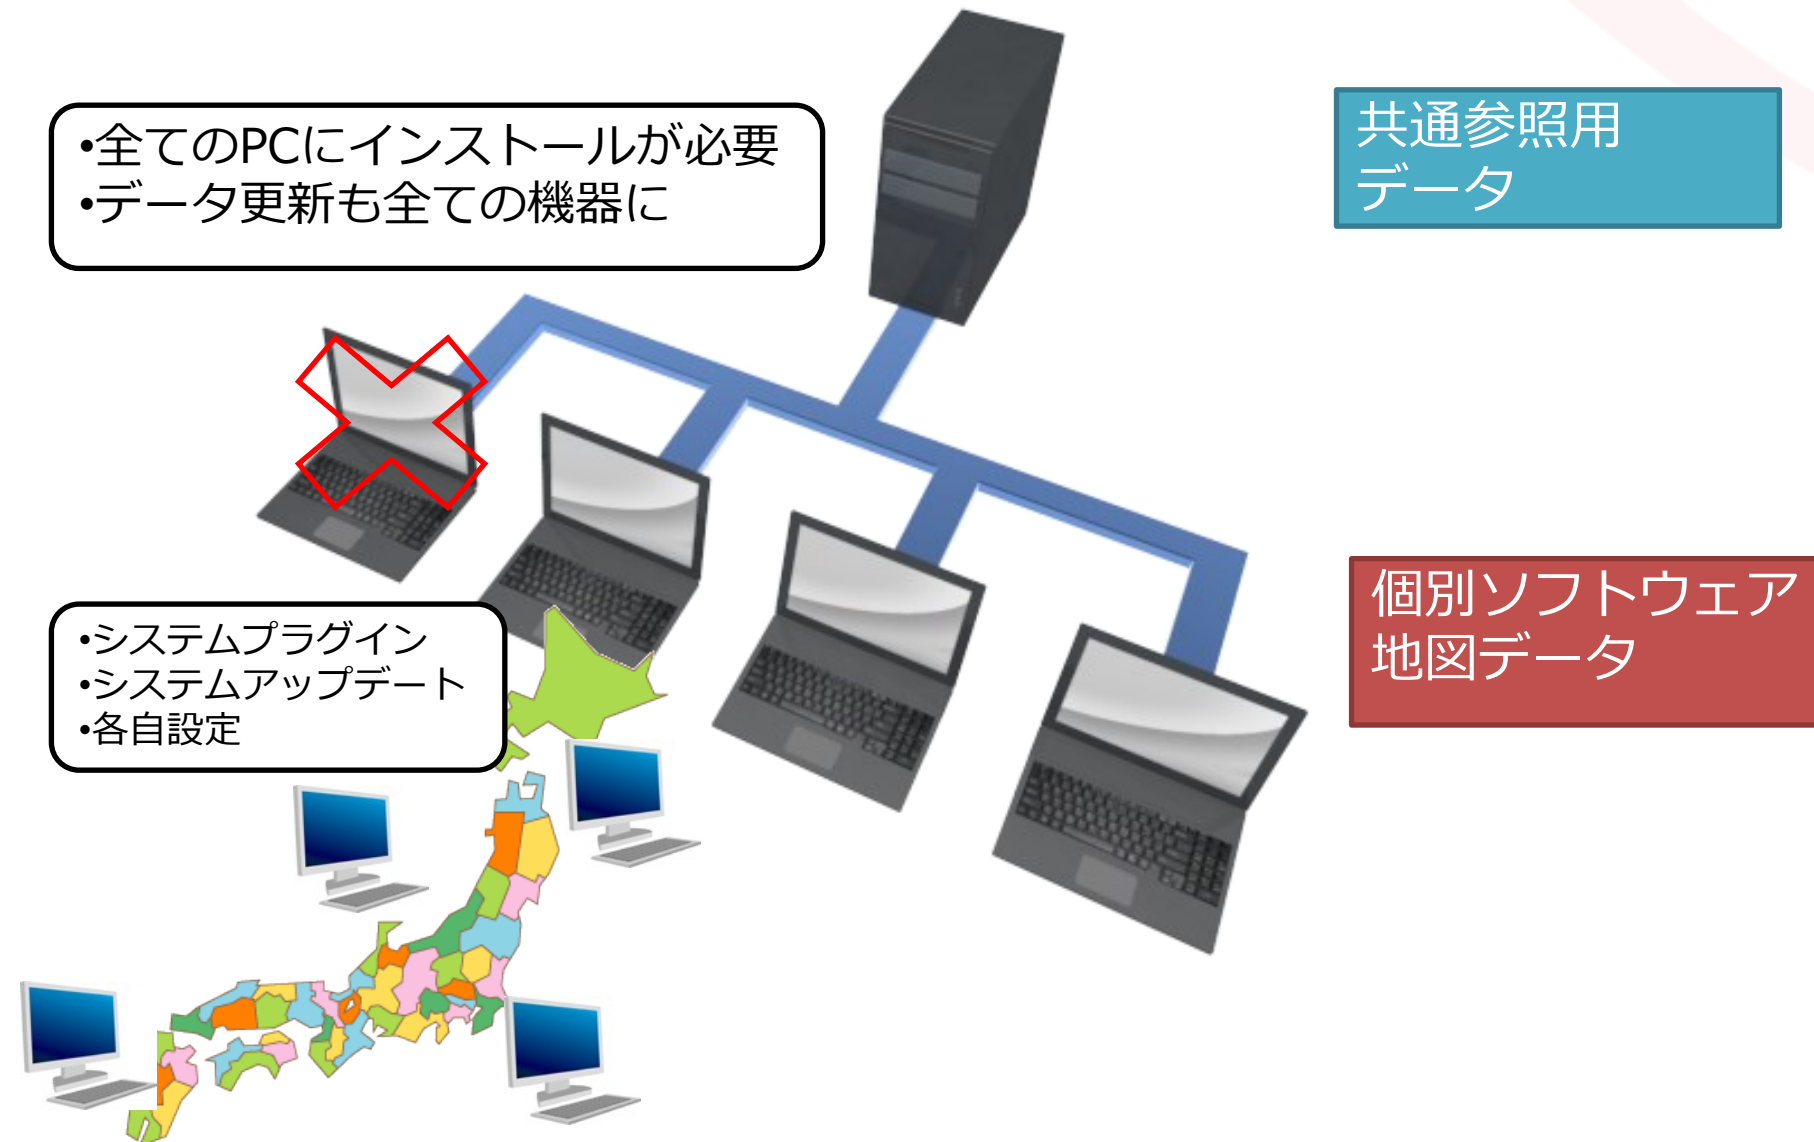 •全てのPCにインストールが必要
•データ更新も全ての機器に
共通参照用
データ
個別ソフトウェア
地図データ
•システムプラグイン
•システムアップデート
•各自設定